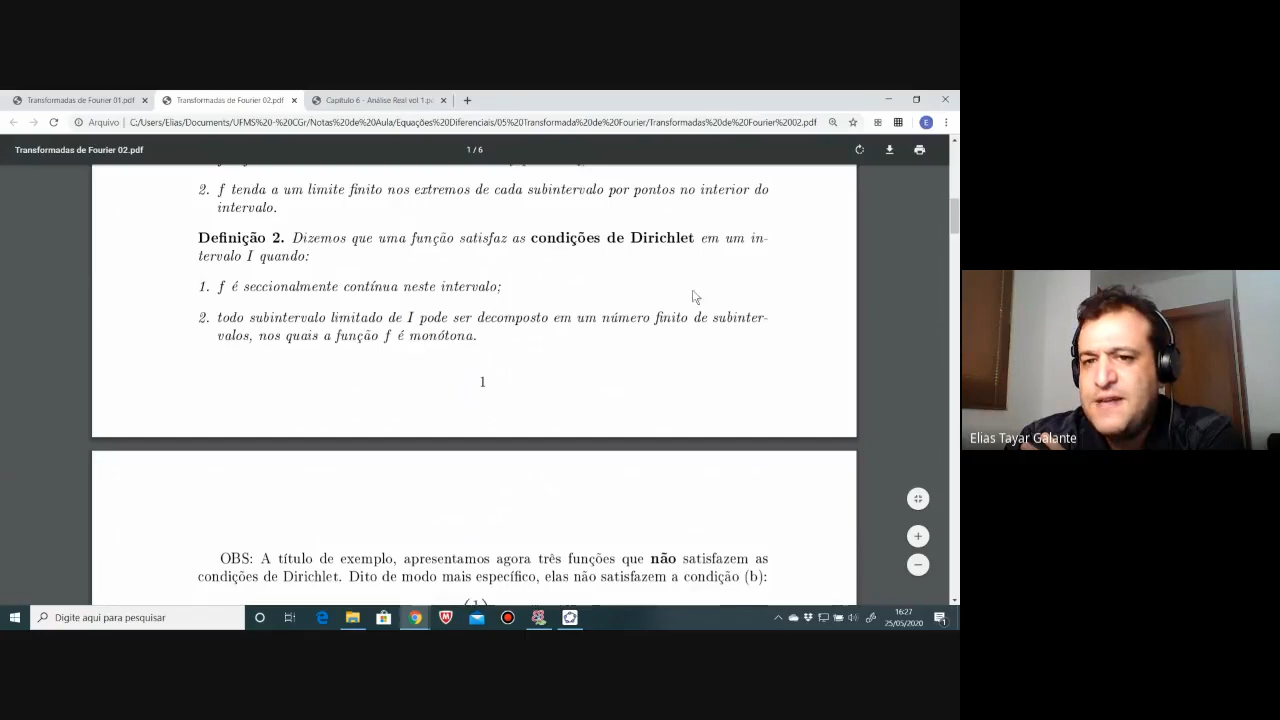 Transformadas de Fourier 01.pdf
Transformadas de Fourier 02.pdf
Capítulo 6 - Análise Real vol 1.p
Arquivo | C:/Users/Elias/Documents/UFMS%20-%20CGr/Notas%20de%20Aula/Equações%20Diferenciais/05%20Transformada%20de%20Fourier/Transformadas%20de%20Fourier%2002.pdf
E
Transformadas de Fourier 02.pdf
1 / 6
2. f tenda a um limite finito nos extremos de cada subintervalo por pontos no interior do
intervalo.
Definição 2. Dizemos que uma função satisfaz as condições de Dirichlet em um in-
tervalo I quando:
1. f é seccionalmente contínua neste intervalo;
2. todo subintervalo limitado de I pode ser decomposto em um número finito de subinter-
valos, nos quais a função f é monótona.
1
OBS: A título de exemplo, apresentamos agora três funções que não satisfazem as
condições de Dirichlet. Dito de modo mais específico, elas não satisfazem a condição (b):
Elias Tayar Galante
Digite aqui para pesquisar
16:27
25/05/2020